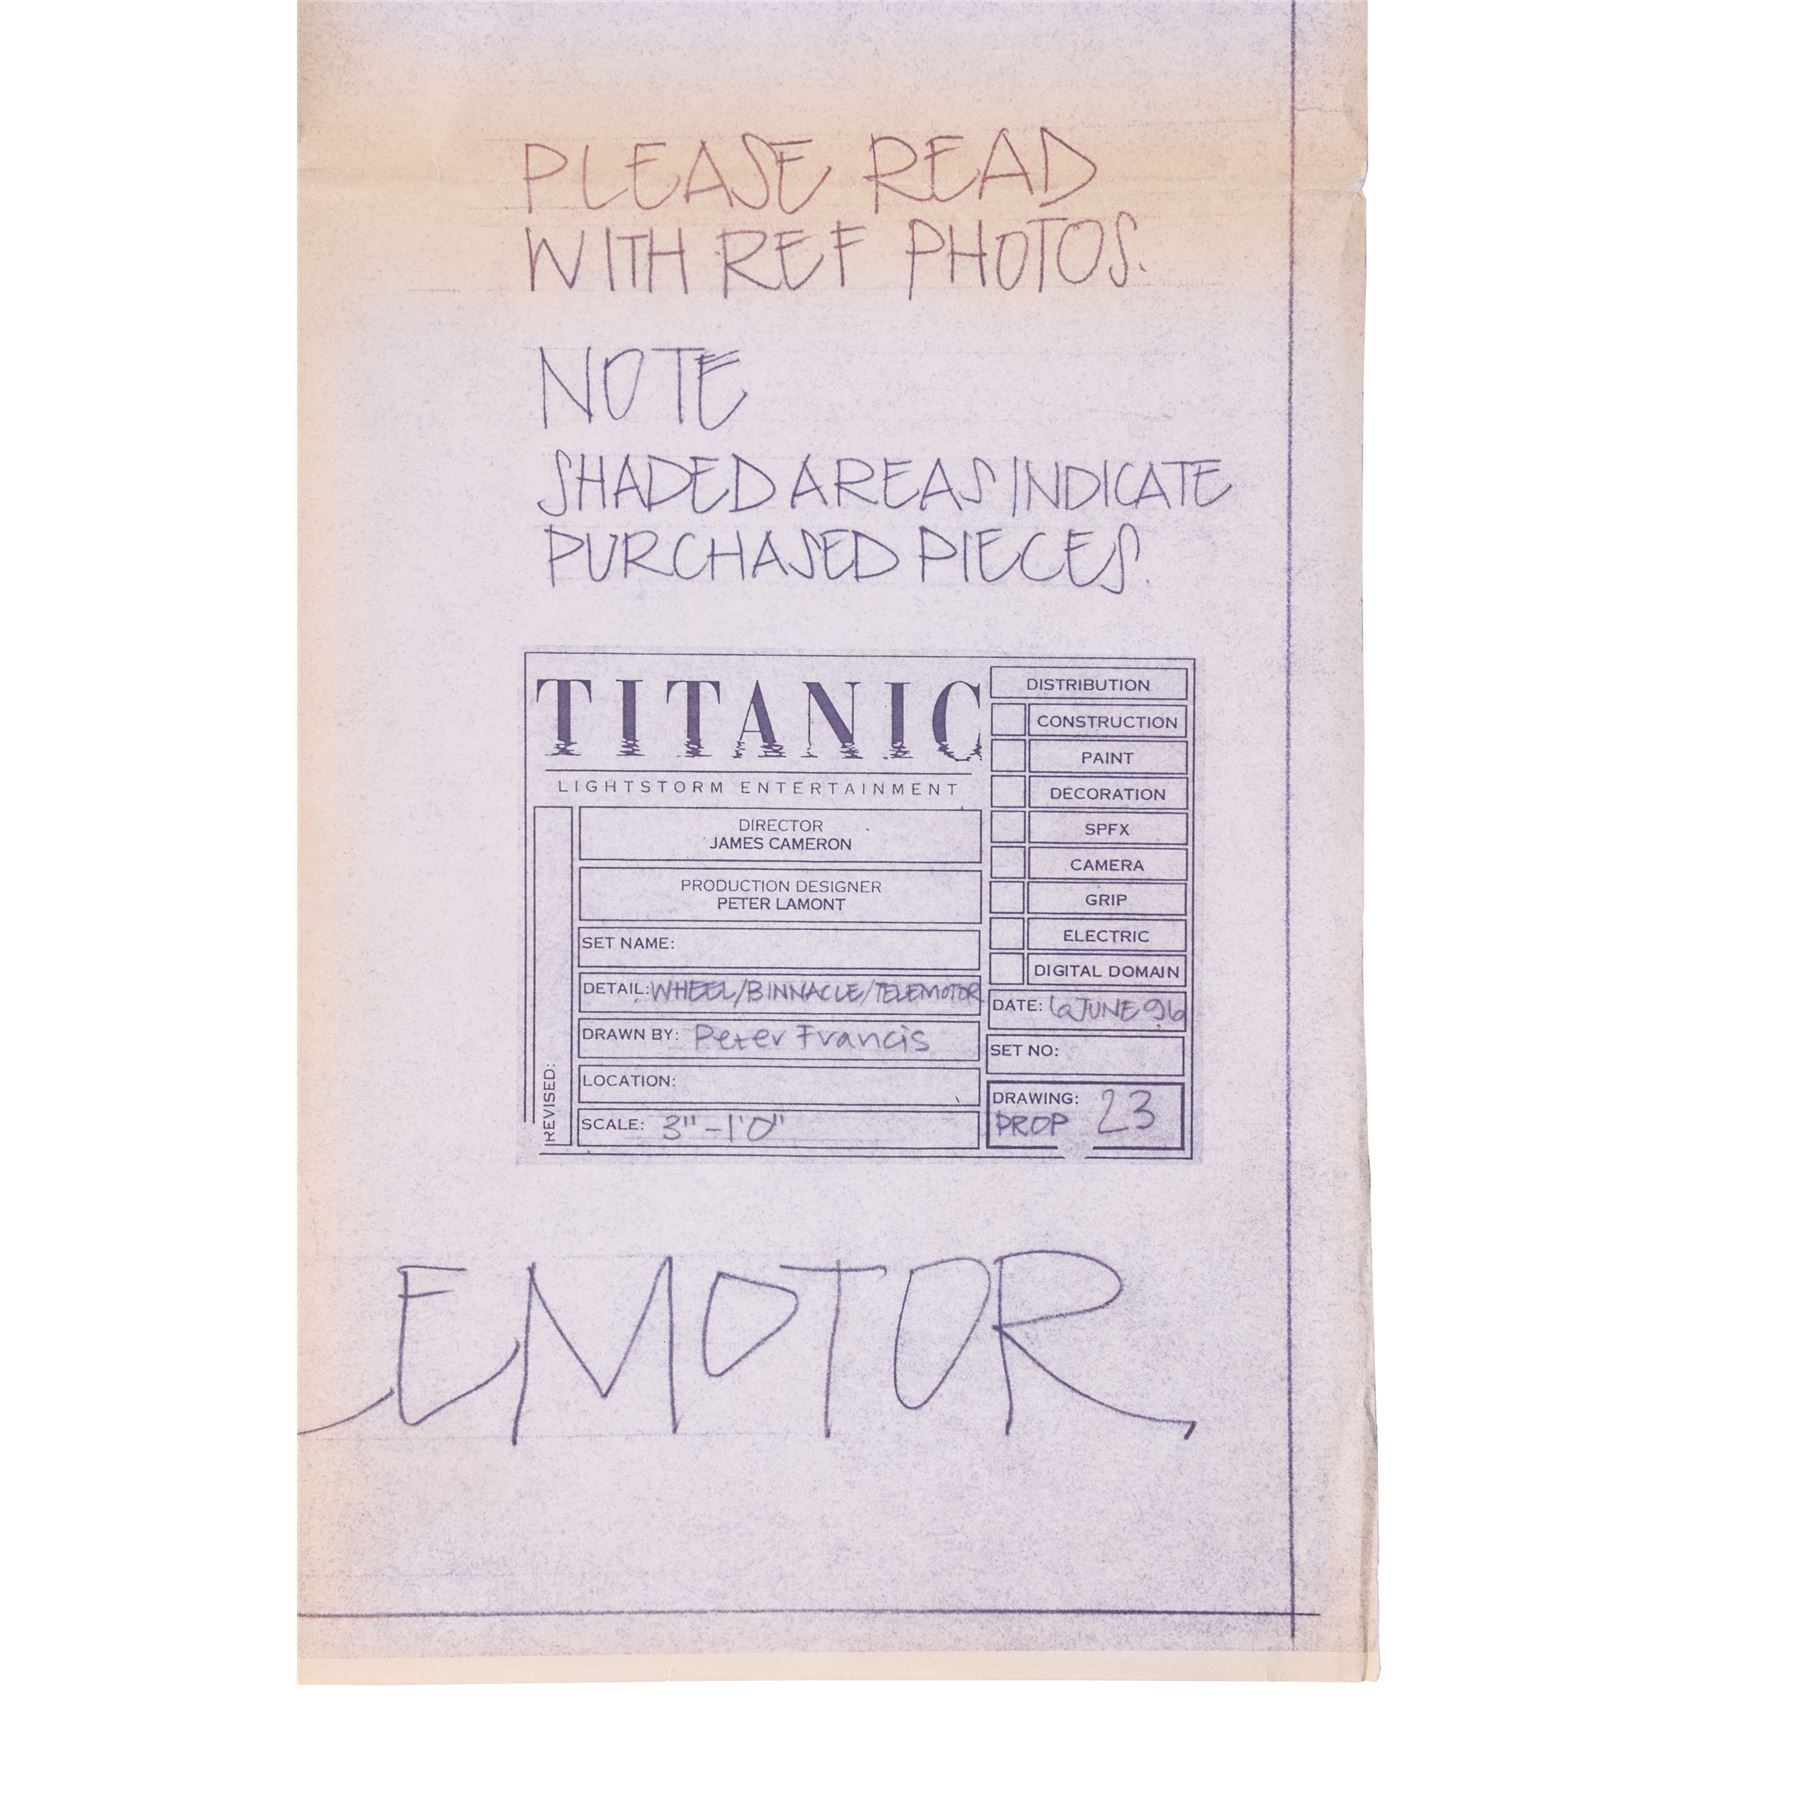 PLEASE READ
WITH REF PHOTOS.
NOTE
SHADED AREAS INDICATE
PURCHASED PIECES.
TITANIC
LIGHTSTORM ENTERTAINMENT
DIRECTOR
JAMES CAMERON
PRODUCTION DESIGNER
PETER LAMONT
SET NAME:
DETAIL: WHEEL/BINNACLE/TELEMOTOR
DRAWN BY: Peter Francis
LOCATION:
SCALE: 3"-1'0"
REVISED:
DISTRIBUTION
CONSTRUCTION
PAINT
DECORATION
SPFX
CAMERA
GRIP
ELECTRIC
DIGITAL DOMAIN
DATE: 6 JUNE 96
SET NO:
DRAWING:
PROP 23
EMOTOR